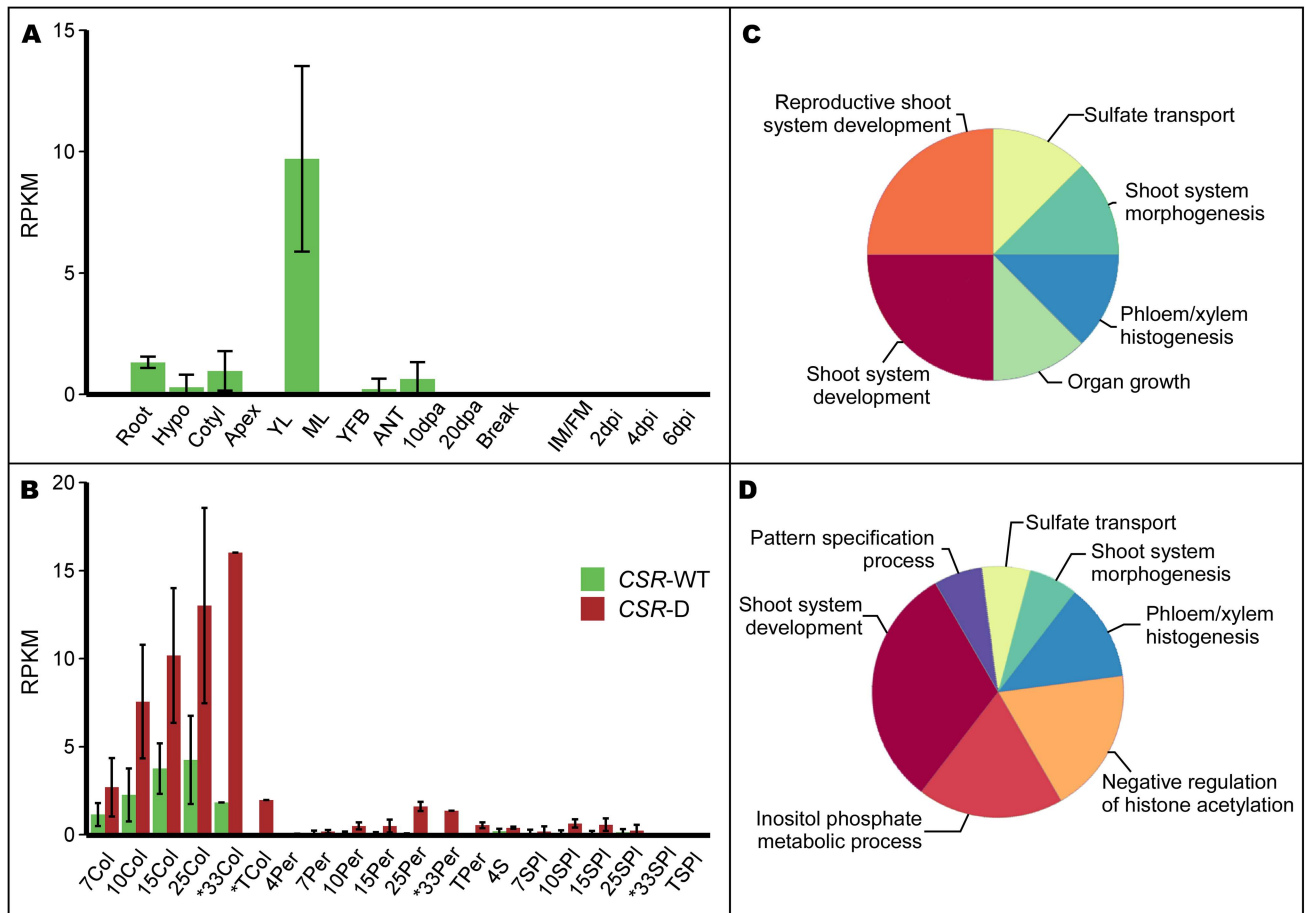 A
15
10
5
0
RPKM
Root
Hypo
Cotyl
Apex
YL
ML
YFB
ANT
10dpa
20dpa
Break
IM/FM
2dpi
4dpi
6dpi
B
20
15
10
5
0
RPKM
CSR-WT
CSR-D
7Col
10Col
15Col
25Col
*33Col
*TCol
4Per
7Per
10Per
15Per
25Per
*33Per
TPer
4S
7SPl
10SPl
15SPl
25SPl
*33SPl
TSPl
C
Reproductive shoot
system development
Sulfate transport
Shoot system
morphogenesis
Phloem/xylem
histogenesis
Organ growth
Shoot system
development
D
Pattern specification
process
Sulfate transport
Shoot system
morphogenesis
Phloem/xylem
histogenesis
Negative regulation
of histone acetylation
Inositol phosphate
metabolic process
Shoot system
development